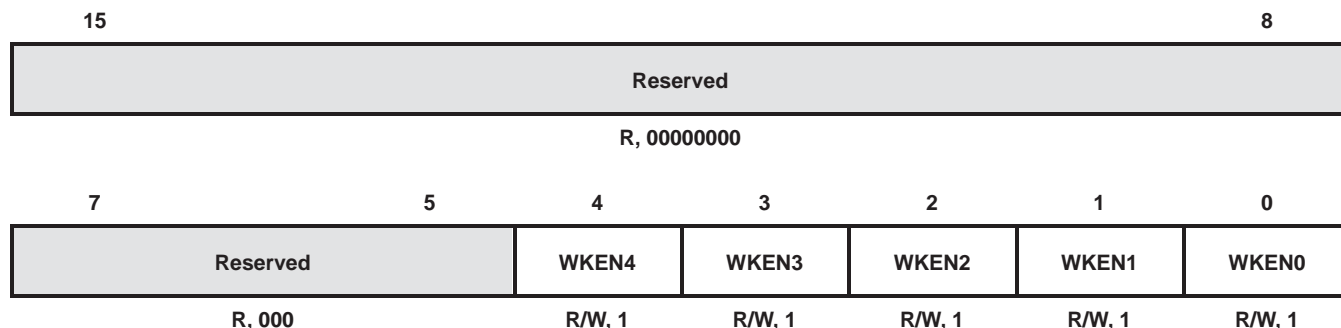 15 8
Reserved
R, 00000000
7 5 4 3 2 1 0
Reserved WKEN4 WKEN3 WKEN2 WKEN1 WKEN0
R, 000 R/W, 1 R/W, 1 R/W, 1 R/W, 1 R/W, 1